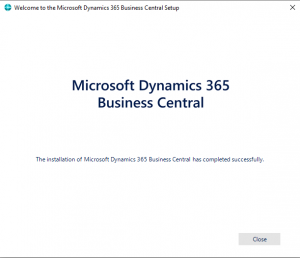 Welcome to the Microsoft Dynamics 365 Business Central Setup
Microsoft Dynamics 365
Business Central
The installation of Microsoft Dynamics 365 Business Central has completed successfully.
Close